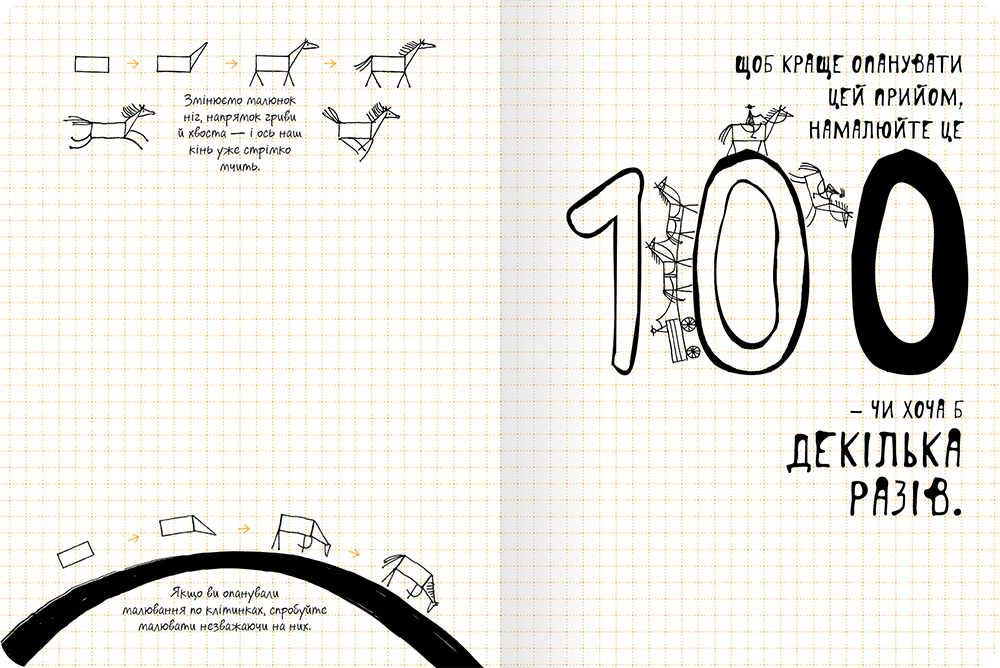 Змінюємо малюнок
ніг, напрямок гриви
й хвоста — і ось наш
кінь уже стрімко
мчить.
Якщо ви опанували
малювання по клітинках, спробуйте
малювати незважаючи на них.
ЩОБ КРАЩЕ ОПАНУВАТИ
ЦЕЙ ПРИЙОМ,
НАМАЛЮЙТЕ ЦЕ
100
– ЧИ ХОЧА Б
ДЕКІЛЬКА
РАЗІВ.